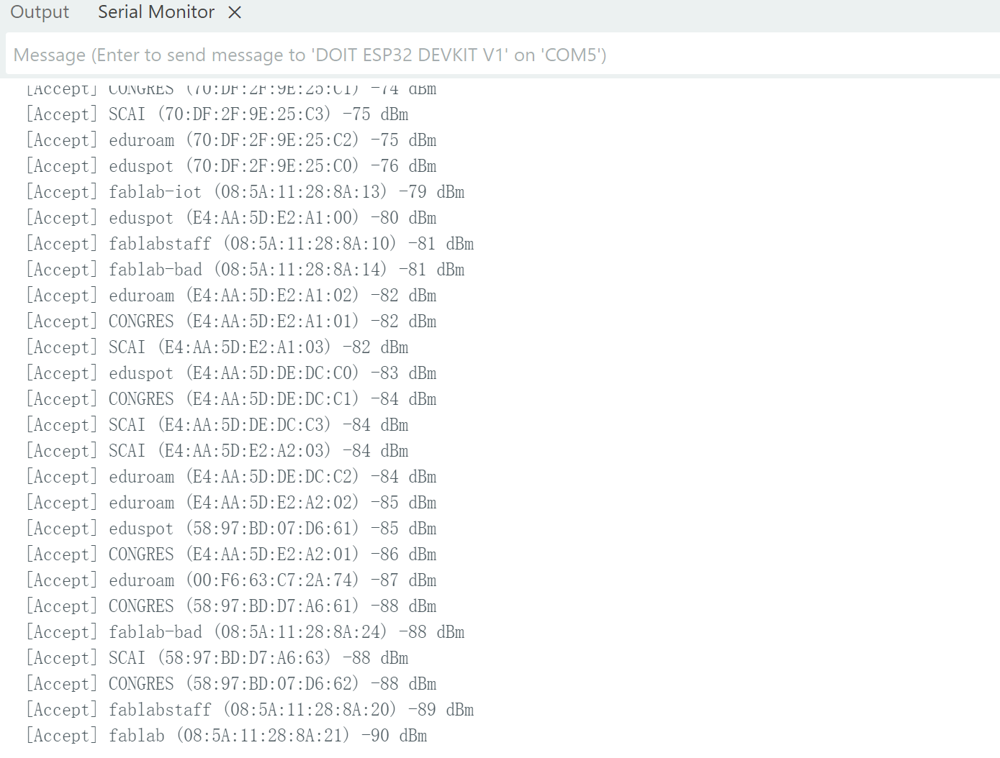 Output Serial Monitor ×
Message (Enter to send message to 'DOIT ESP32 DEVKIT V1' on 'COM5')
[Accept] CONGRES (70:DF:2F:9E:25:C1) -74 dBm
[Accept] SCAI (70:DF:2F:9E:25:C3) -75 dBm
[Accept] eduroam (70:DF:2F:9E:25:C2) -75 dBm
[Accept] eduspot (70:DF:2F:9E:25:C0) -76 dBm
[Accept] fablab-iot (08:5A:11:28:8A:13) -79 dBm
[Accept] eduspot (E4:AA:5D:E2:A1:00) -80 dBm
[Accept] fablabstaff (08:5A:11:28:8A:10) -81 dBm
[Accept] fablab-bad (08:5A:11:28:8A:14) -81 dBm
[Accept] eduroam (E4:AA:5D:E2:A1:02) -82 dBm
[Accept] CONGRES (E4:AA:5D:E2:A1:01) -82 dBm
[Accept] SCAI (E4:AA:5D:E2:A1:03) -82 dBm
[Accept] eduspot (E4:AA:5D:DE:DC:C0) -83 dBm
[Accept] CONGRES (E4:AA:5D:DE:DC:C1) -84 dBm
[Accept] SCAI (E4:AA:5D:DE:DC:C3) -84 dBm
[Accept] SCAI (E4:AA:5D:E2:A2:03) -84 dBm
[Accept] eduroam (E4:AA:5D:DE:DC:C2) -84 dBm
[Accept] eduroam (E4:AA:5D:E2:A2:02) -85 dBm
[Accept] eduspot (58:97:BD:07:D6:61) -85 dBm
[Accept] CONGRES (E4:AA:5D:E2:A2:01) -86 dBm
[Accept] eduroam (00:F6:63:C7:2A:74) -87 dBm
[Accept] CONGRES (58:97:BD:D7:A6:61) -88 dBm
[Accept] fablab-bad (08:5A:11:28:8A:24) -88 dBm
[Accept] SCAI (58:97:BD:D7:A6:63) -88 dBm
[Accept] CONGRES (58:97:BD:07:D6:62) -88 dBm
[Accept] fablabstaff (08:5A:11:28:8A:20) -89 dBm
[Accept] fablab (08:5A:11:28:8A:21) -90 dBm